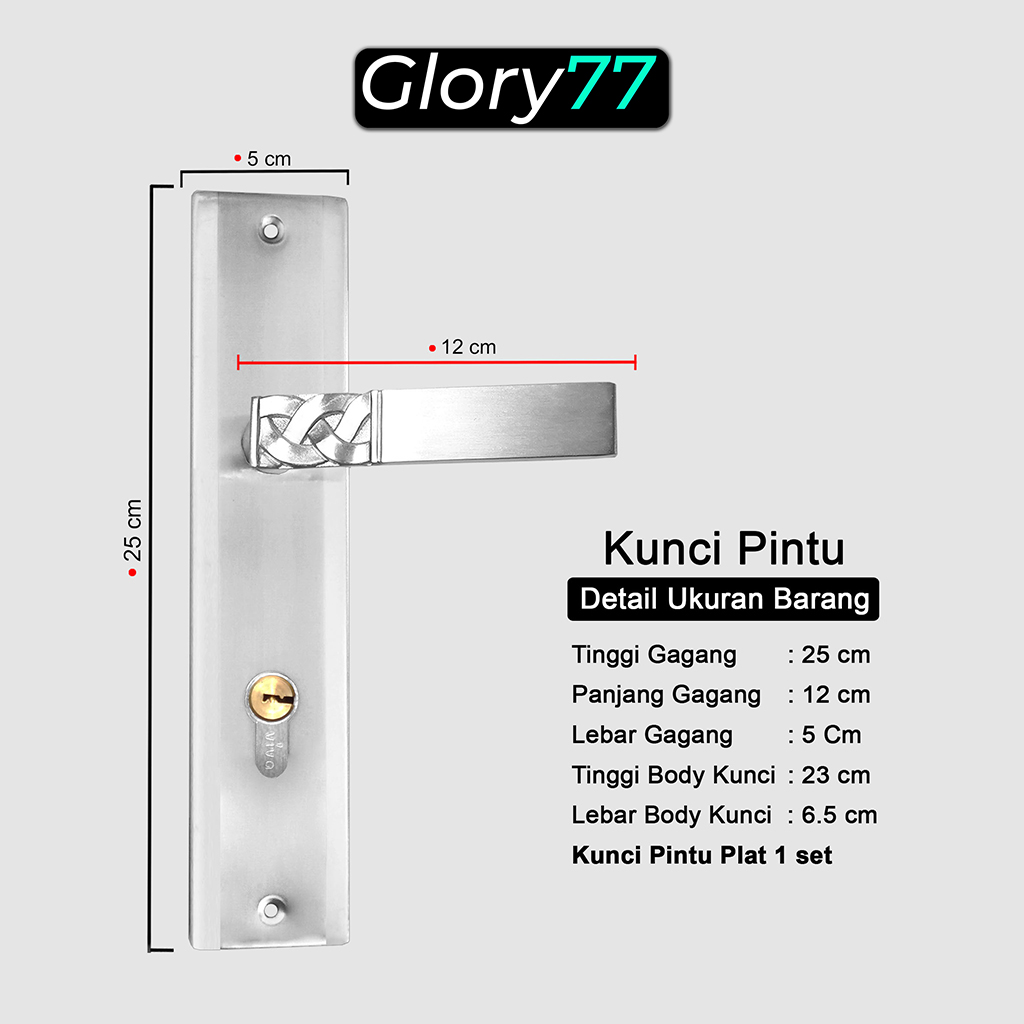 Glory77
5 cm
12 cm
25 cm
Kunci Pintu
Detail Ukuran Barang
Tinggi Gagang : 25 cm
Panjang Gagang : 12 cm
Lebar Gagang : 5 Cm
Tinggi Body Kunci : 23 cm
Lebar Body Kunci : 6.5 cm
Kunci Pintu Plat 1 set